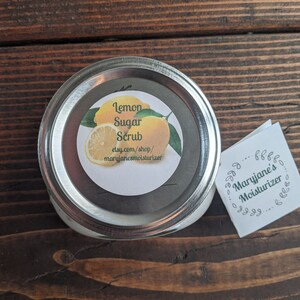 Lemon
Sugar
Scrub
etsy.com/shop/
maryjanesmoisturizer
Maryjane's
Moisturizer